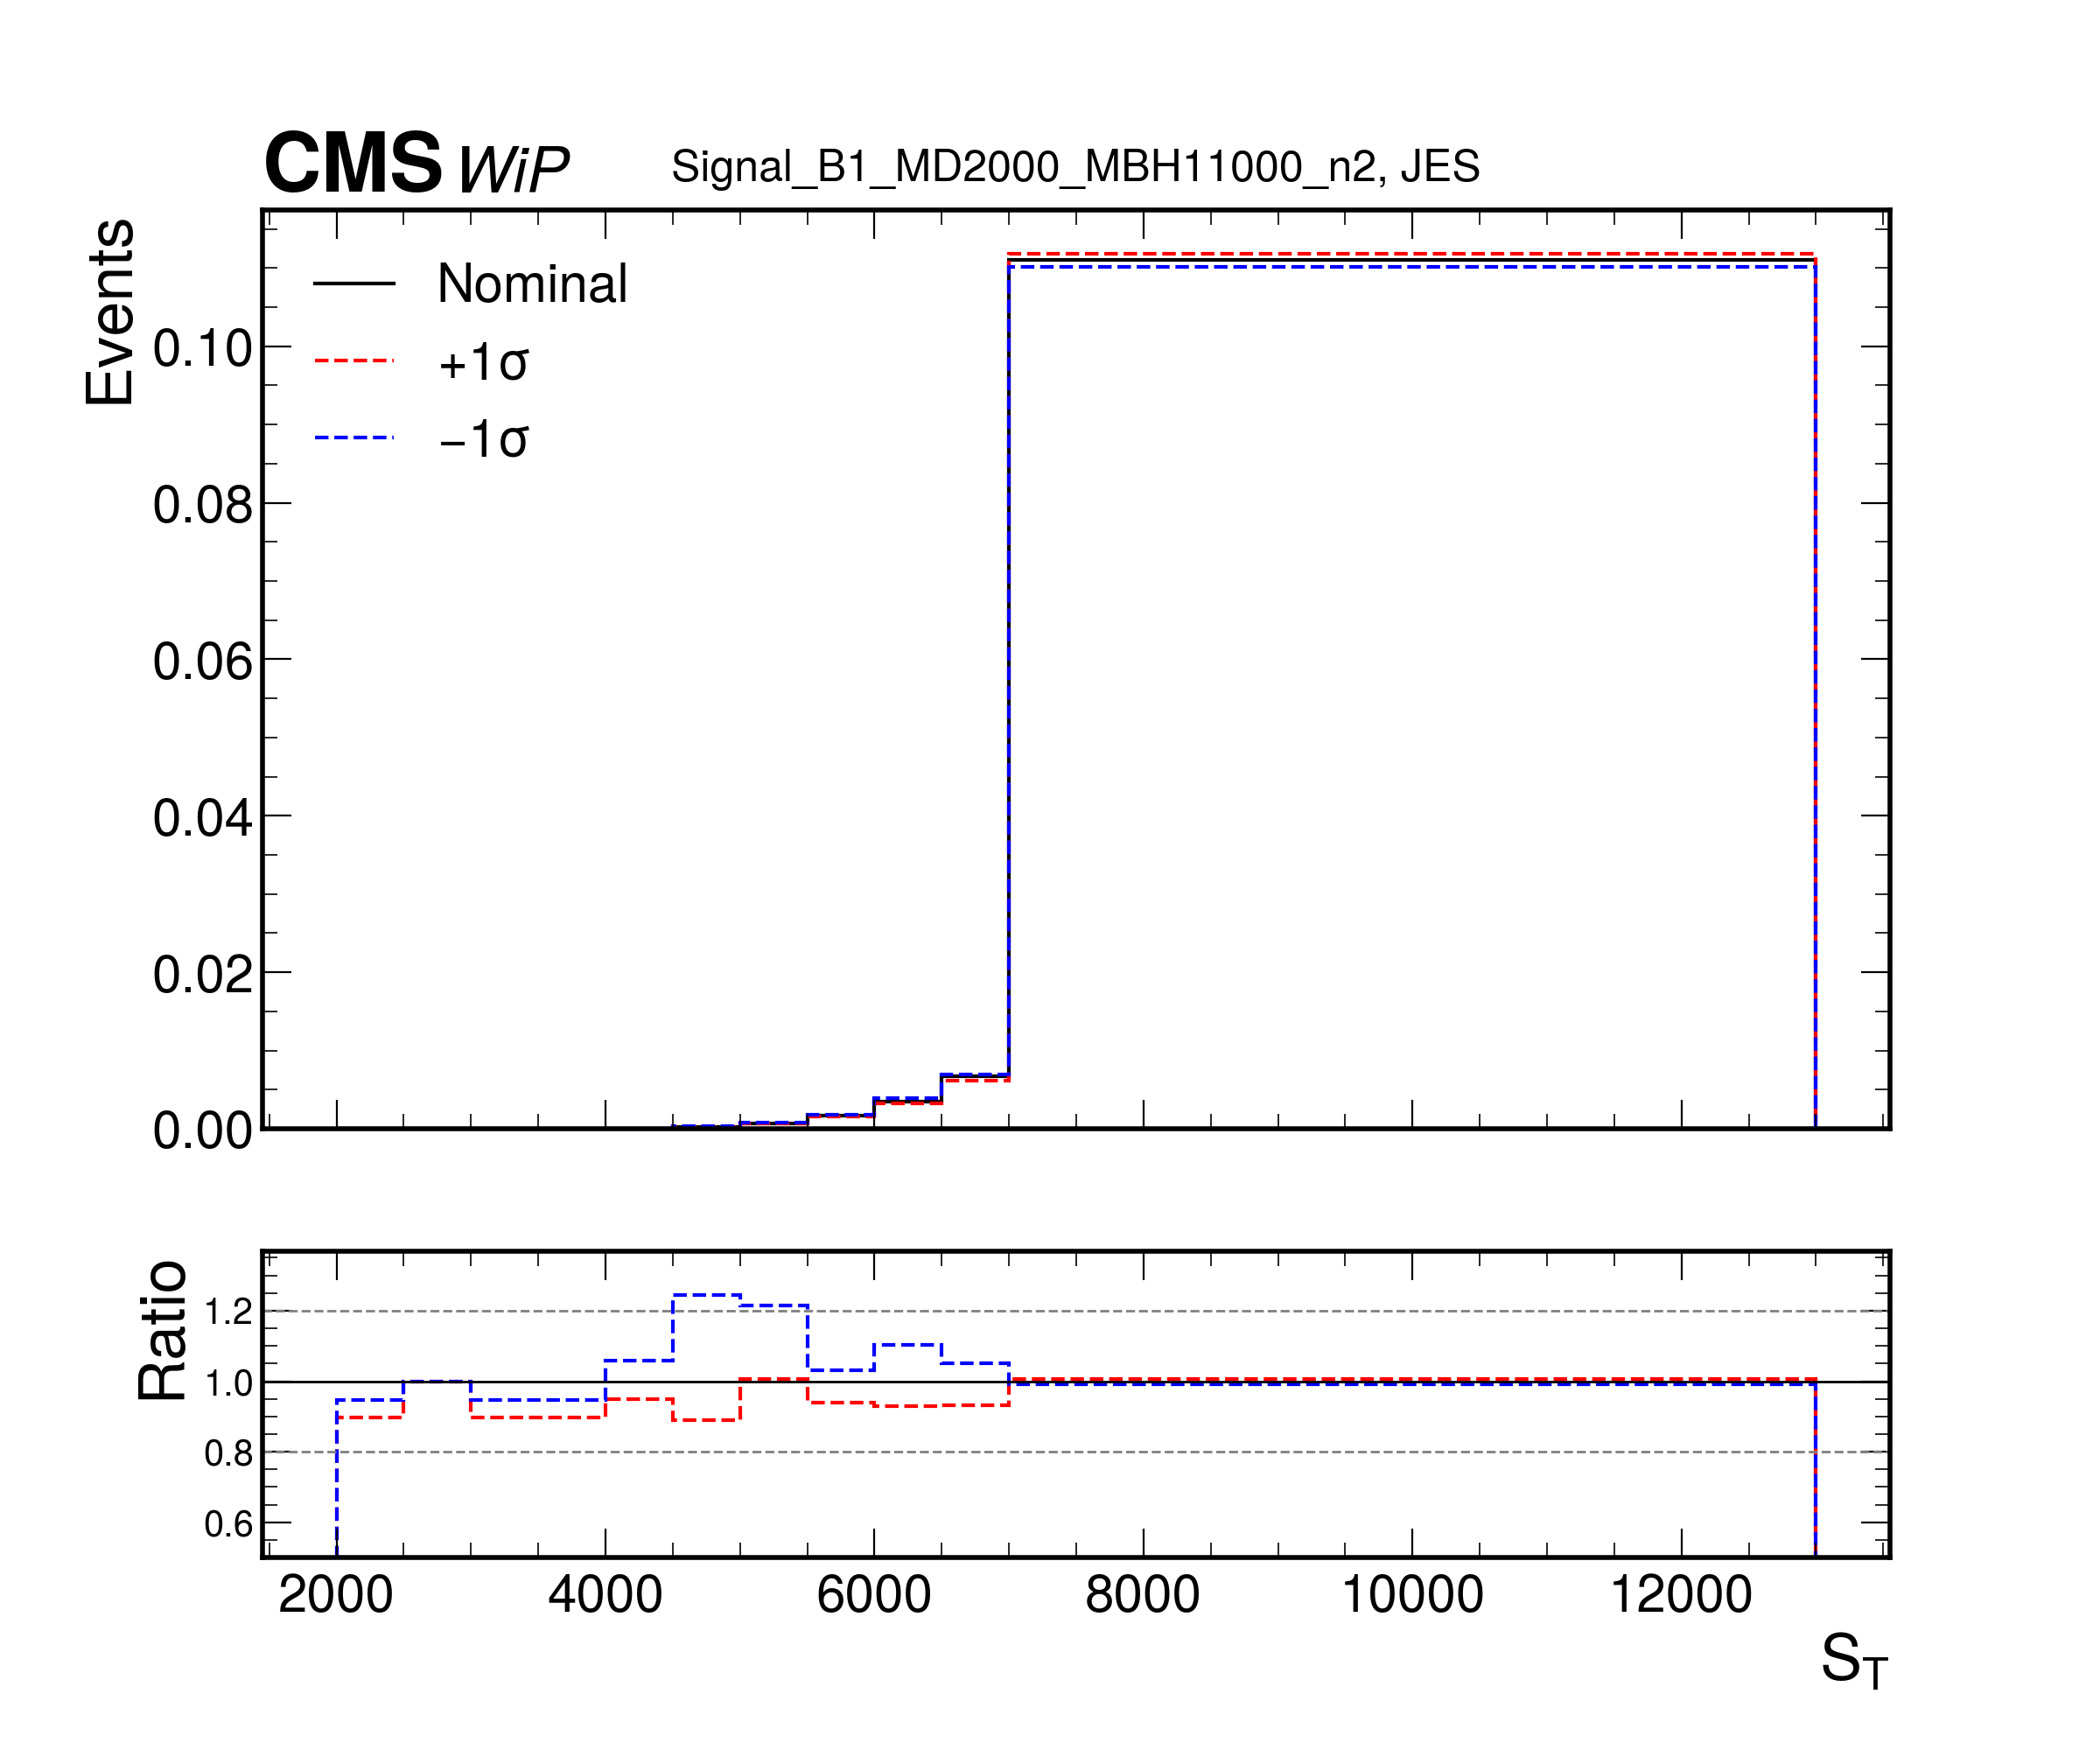 CMS WiP Signal_B1_MD2000_MBH11000_n2, JES
Events
Nominal
+1σ
−1σ
0.10
0.08
0.06
0.04
0.02
0.00
Ratio
1.2
1.0
0.8
0.6
2000 4000 6000 8000 10000 12000
S_T